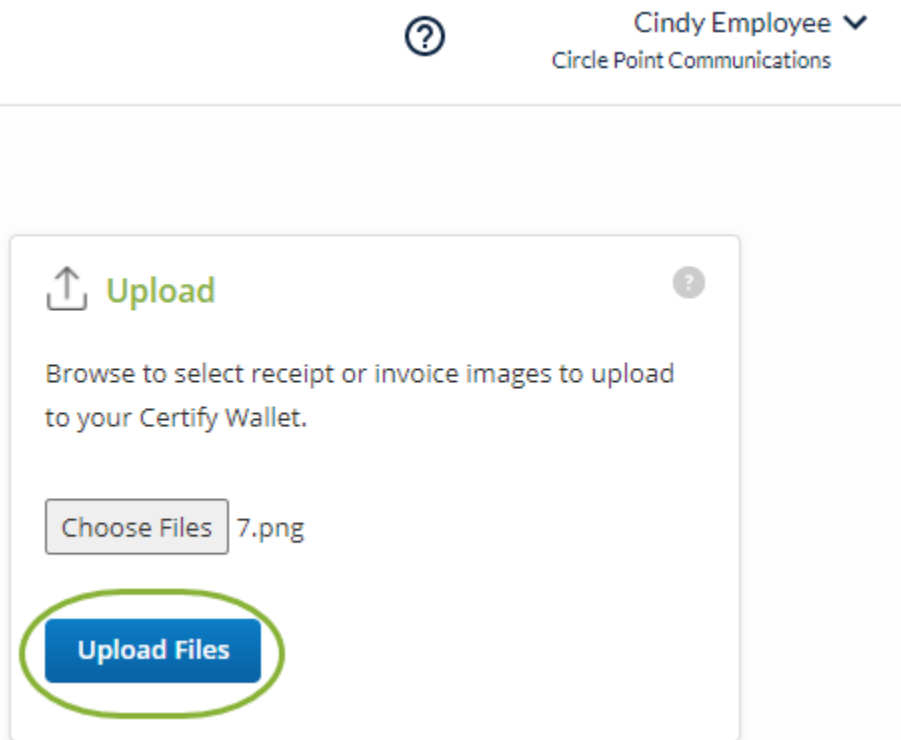 Cindy Employee
Circle Point Communications
Upload
Browse to select receipt or invoice images to upload
to your Certify Wallet.
Choose Files 7.png
Upload Files